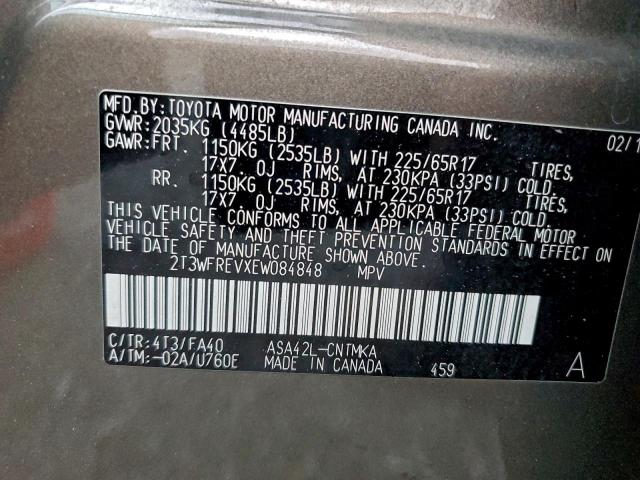 MFD.BY:TOYOTA MOTOR MANUFACTURING CANADA INC. 02/1
GVWR:2035KG (4485LB)
GAWR:FRT. 1150KG (2535LB) WITH 225/65R17 TIRES,
17X7.0J RIMS, AT 230KPA (33PSI) COLD.
RR. 1150KG (2535LB) WITH 225/65R17 TIRES,
17X7.0J RIMS, AT 230KPA (33PSI) COLD.
THIS VEHICLE CONFORMS TO ALL APPLICABLE FEDERAL MOTOR
VEHICLE SAFETY AND THEFT PREVENTION STANDARDS IN EFFECT ON
THE DATE OF MANUFACTURE SHOWN ABOVE.
2T3WFREVXEW084848 MPV
C/TR:4T3/FA40 ASA42L-CNTMKA
A/TM:-02A/U760E MADE IN CANADA 459 A